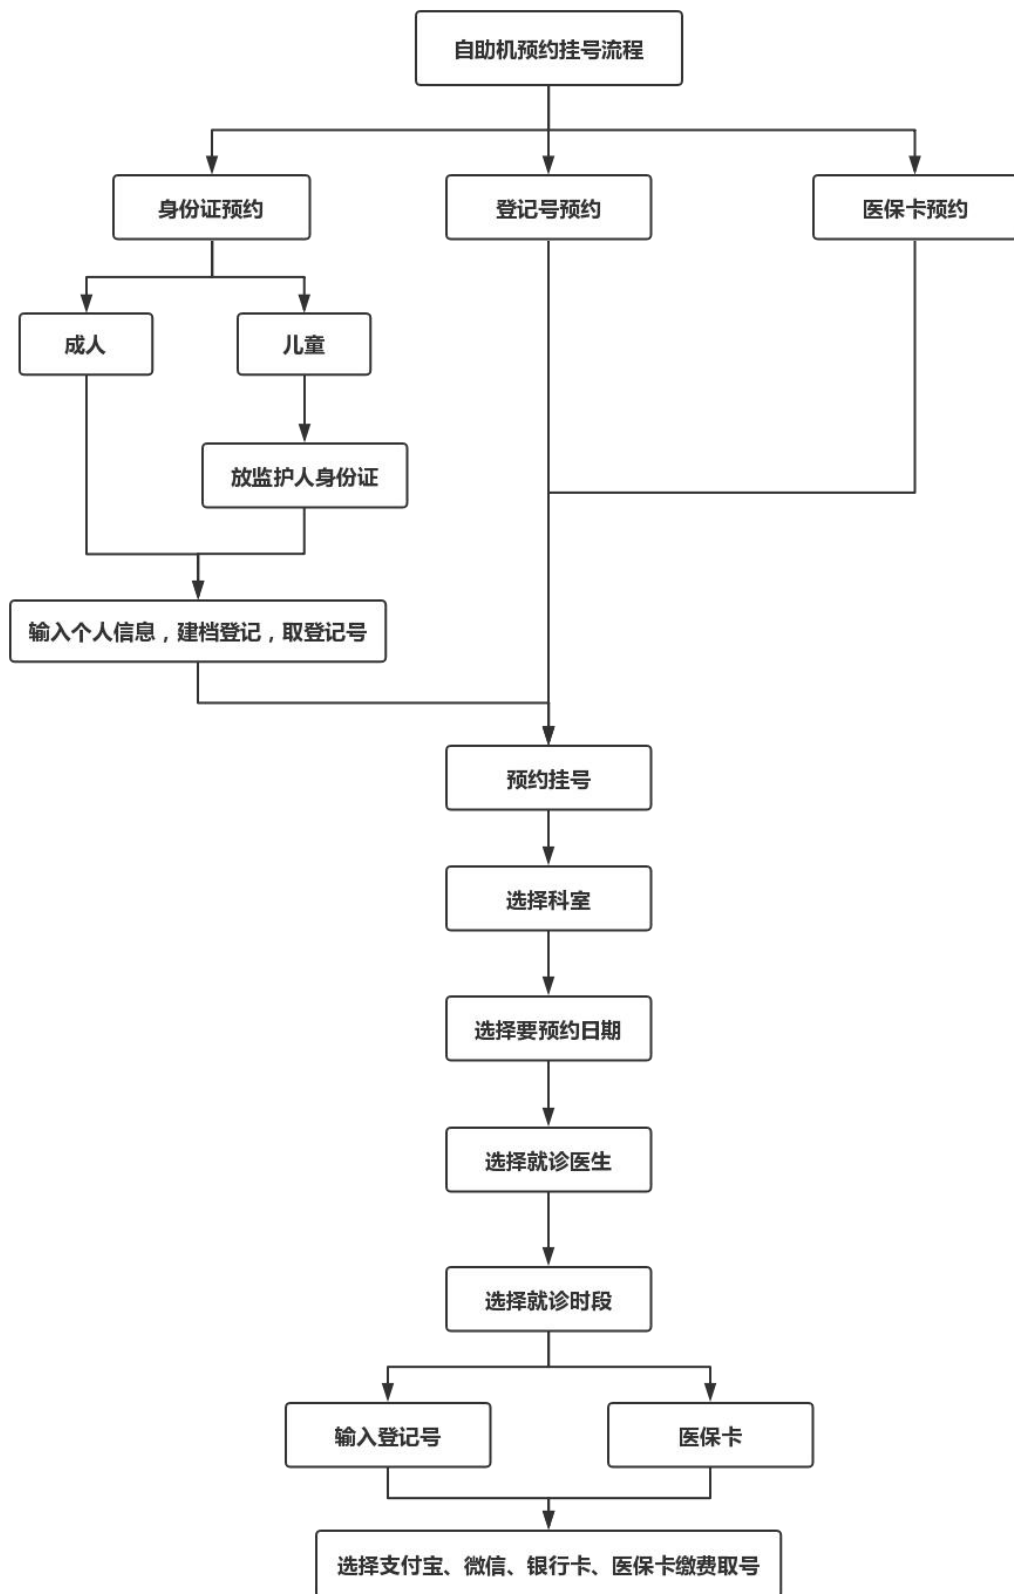 自助机预约挂号流程
身份证预约
登记号预约
医保卡预约
成人
儿童
放监护人身份证
输入个人信息，建档登记，取登记号
预约挂号
选择科室
选择要预约日期
选择就诊医生
选择就诊时段
输入登记号
医保卡
选择支付宝、微信、银行卡、医保卡缴费取号